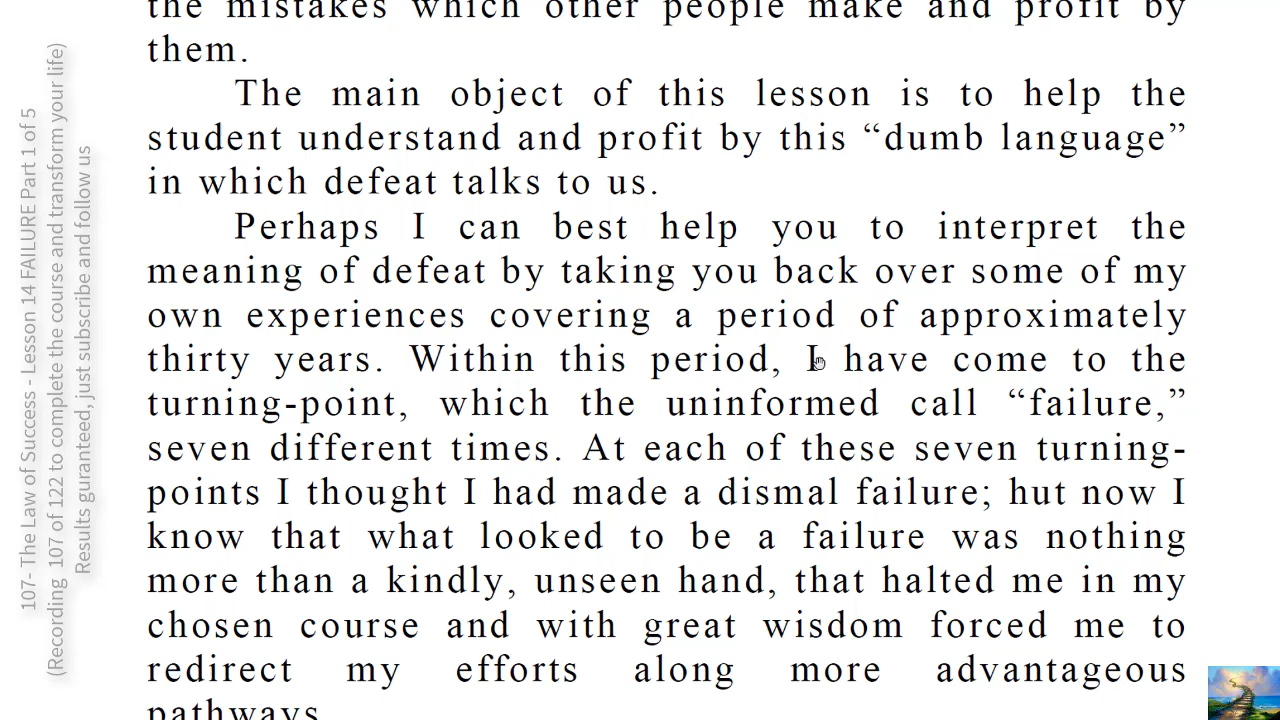 the mistakes which other people make and profit by
them.
The main object of this lesson is to help the
student understand and profit by this “dumb language”
in which defeat talks to us.
Perhaps I can best help you to interpret the
meaning of defeat by taking you back over some of my
own experiences covering a period of approximately
thirty years. Within this period, I have come to the
turning-point, which the uninformed call “failure,”
seven different times. At each of these seven turning-
points I thought I had made a dismal failure; hut now I
know that what looked to be a failure was nothing
more than a kindly, unseen hand, that halted me in my
chosen course and with great wisdom forced me to
redirect my efforts along more advantageous
pathways.
107- The Law of Success - Lesson 14 FAILURE Part 1 of 5
(Recording 107 of 122 to complete the course and transform your life)
Results guranteed, just subscribe and follow us